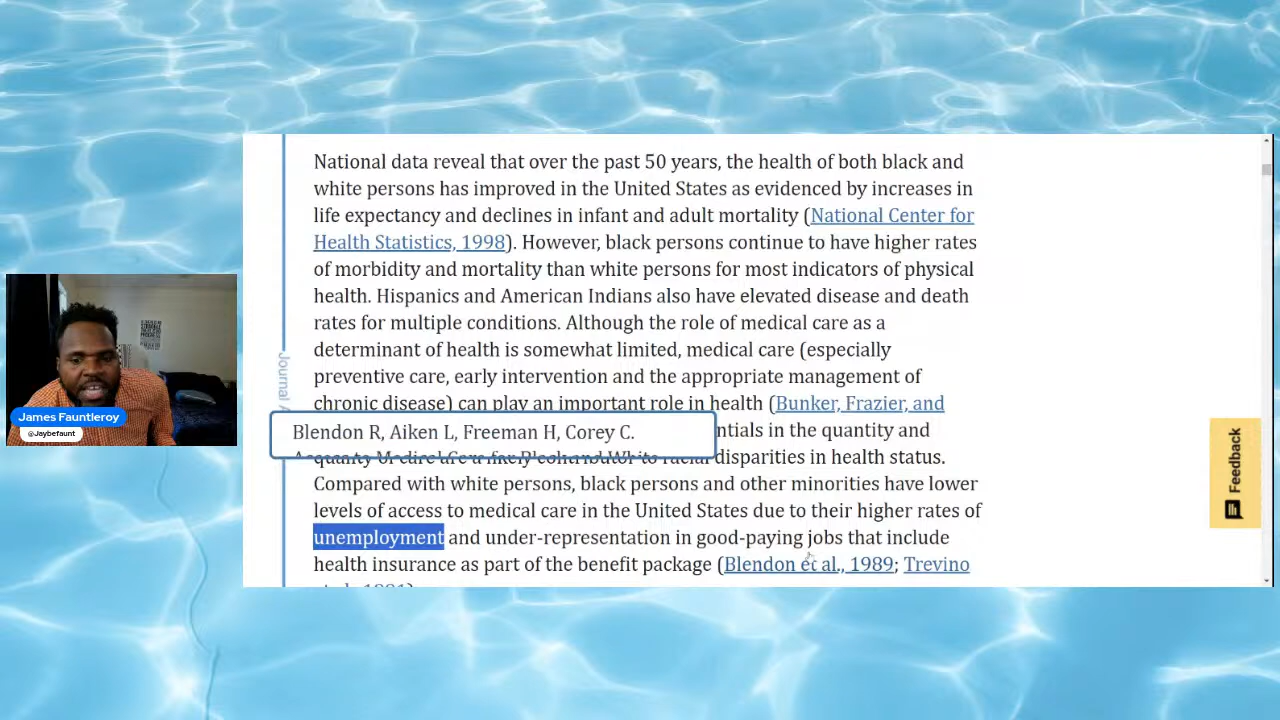 National data reveal that over the past 50 years, the health of both black and
white persons has improved in the United States as evidenced by increases in
life expectancy and declines in infant and adult mortality (National Center for
Health Statistics, 1998). However, black persons continue to have higher rates
of morbidity and mortality than white persons for most indicators of physical
health. Hispanics and American Indians also have elevated disease and death
rates for multiple conditions. Although the role of medical care as a
determinant of health is somewhat limited, medical care (especially
preventive care, early intervention and the appropriate management of
chronic disease) can play an important role in health (Bunker, Frazier, and
Blendon R, Aiken L, Freeman H, Corey C.
in the quantity and
racial disparities in health status.
Compared with white persons, black persons and other minorities have lower
levels of access to medical care in the United States due to their higher rates of
unemployment and under-representation in good-paying jobs that include
health insurance as part of the benefit package (Blendon et al., 1989; Trevino
Journal
James Fauntleroy
@Jaybefaunt
Feedback